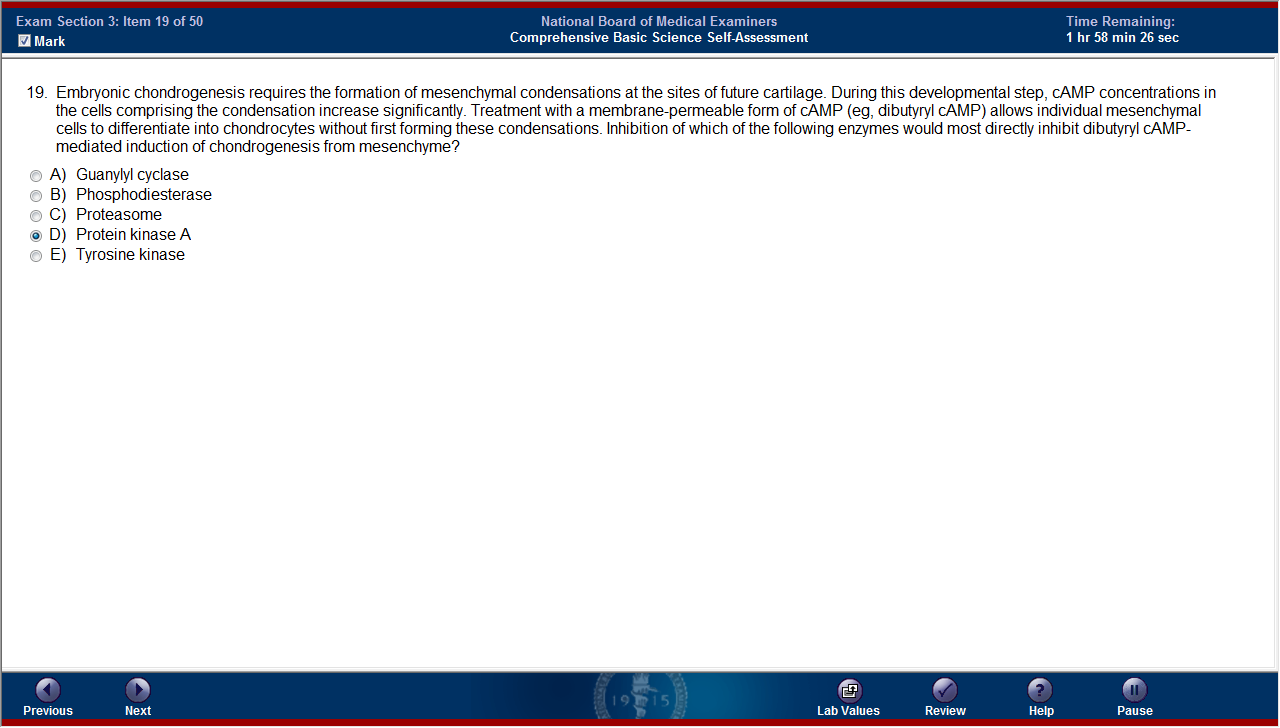 Exam Section 3: Item 19 of 50
National Board of Medical Examiners
Time Remaining:
Mark
Comprehensive Basic Science Self-Assessment
1 hr 58 min 26 sec
19. Embryonic chondrogenesis requires the formation of mesenchymal condensations at the sites of future cartilage. During this developmental step, cAMP concentrations in
the cells comprising the condensation increase significantly. Treatment with a membrane-permeable form of cAMP (eg, dibutyryl cAMP) allows individual mesenchymal
cells to differentiate into chondrocytes without first forming these condensations. Inhibition of which of the following enzymes would most directly inhibit dibutyryl cAMP-
mediated induction of chondrogenesis from mesenchyme?
A) Guanylyl cyclase
B) Phosphodiesterase
C) Proteasome
D) Protein kinase A
E) Tyrosine kinase
1915
Previous
Next
Lab Values
Review
Help
Pause